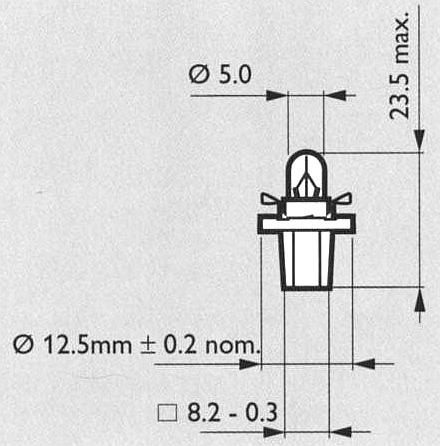 Ø 5.0
23.5 max.
Ø 12.5mm ± 0.2 nom.
□ 8.2 - 0.3